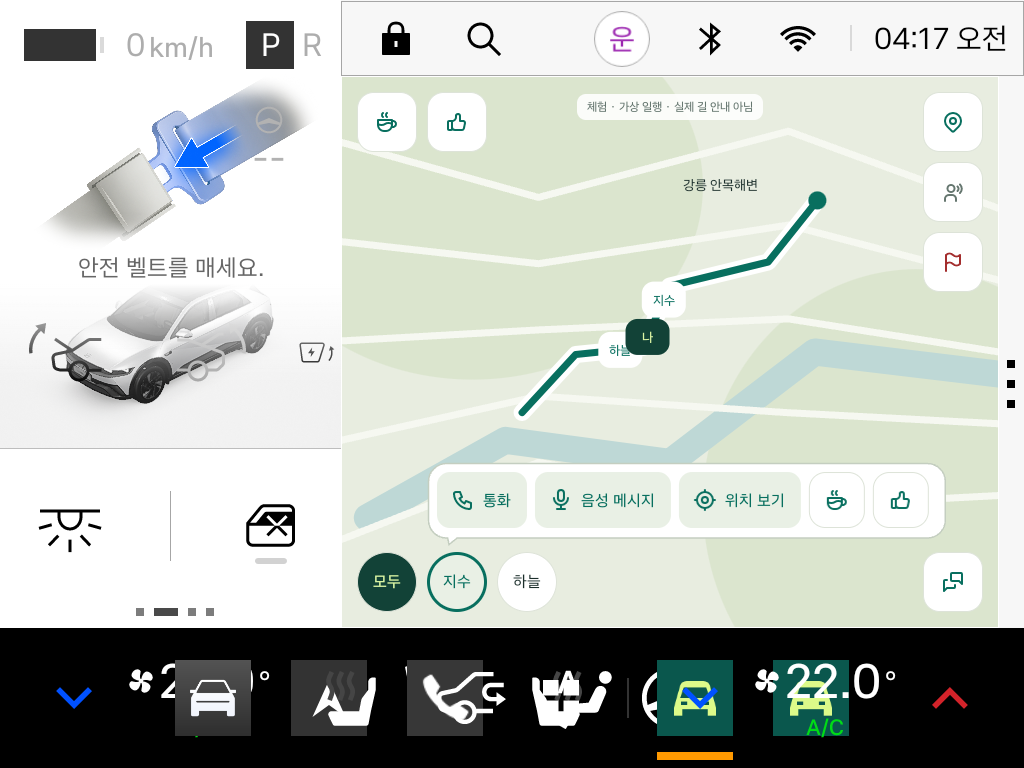 0 km/h
P R
운
04:17 오전
체험 · 가상 일행 · 실제 길 안내 아님
강릉 안목해변
안전 벨트를 매세요.
지수
나
하늘
통화
음성 메시지
위치 보기
모두
지수
하늘
22.0°
A/C